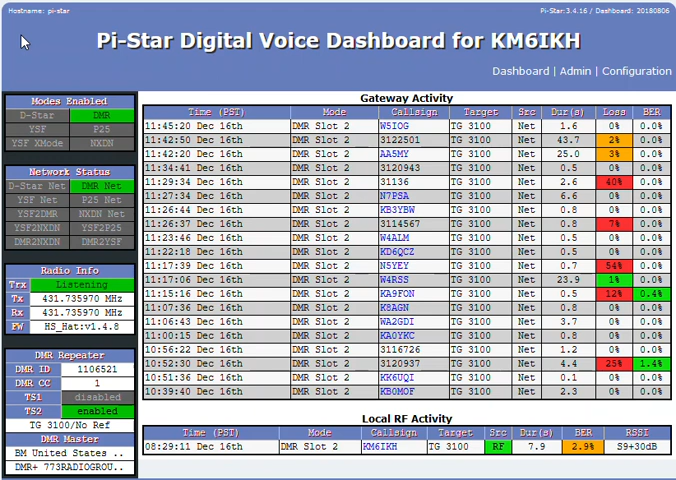 Hostname: pi-star
Pi-Star:3.4.16 / Dashboard: 20180806
Pi-Star Digital Voice Dashboard for KM6IKH
Dashboard | Admin | Configuration
Modes Enabled
D-Star DMR
YSF P25
YSF XMode NXDN
Network Status
D-Star Net DMR Net
YSF Net P25 Net
YSF2DMR NXDN Net
YSF2NXDN YSF2P25
DMR2NXDN DMR2YSF
Radio Info
Trx Listening
Tx 431.735970 MHz
Rx 431.735970 MHz
FW HS_Hat:v1.4.8
DMR Repeater
DMR ID 1106521
DMR CC 1
TS1 disabled
TS2 enabled
TG 3100/No Ref
DMR Master
BM United States ..
DMR+ 773RADIOGROU..
Gateway Activity
Time (PST) Mode Callsign Target Src Dur(s) Loss BER
11:45:20 Dec 16th DMR Slot 2 W5IOG TG 3100 Net 1.6 0% 0.0%
11:42:50 Dec 16th DMR Slot 2 3122501 TG 3100 Net 43.7 2% 0.0%
11:42:20 Dec 16th DMR Slot 2 AA5MY TG 3100 Net 25.0 3% 0.0%
11:34:41 Dec 16th DMR Slot 2 3120943 TG 3100 Net 0.5 0% 0.0%
11:29:34 Dec 16th DMR Slot 2 31136 TG 3100 Net 2.6 40% 0.0%
11:27:34 Dec 16th DMR Slot 2 N7PSA TG 3100 Net 6.6 0% 0.0%
11:26:44 Dec 16th DMR Slot 2 KB3YBW TG 3100 Net 0.8 0% 0.0%
11:26:37 Dec 16th DMR Slot 2 3114567 TG 3100 Net 0.8 7% 0.0%
11:23:46 Dec 16th DMR Slot 2 W4ALM TG 3100 Net 0.5 0% 0.0%
11:22:18 Dec 16th DMR Slot 2 KD6QCZ TG 3100 Net 0.5 0% 0.0%
11:17:39 Dec 16th DMR Slot 2 N5YEY TG 3100 Net 0.7 54% 0.0%
11:17:06 Dec 16th DMR Slot 2 W4RSS TG 3100 Net 23.9 1% 0.0%
11:15:16 Dec 16th DMR Slot 2 KA9FON TG 3100 Net 0.5 12% 0.4%
11:07:36 Dec 16th DMR Slot 2 K8AGN TG 3100 Net 0.8 0% 0.0%
11:06:43 Dec 16th DMR Slot 2 WA2GDI TG 3100 Net 3.7 0% 0.0%
11:00:15 Dec 16th DMR Slot 2 KA0YKC TG 3100 Net 0.8 0% 0.0%
10:56:22 Dec 16th DMR Slot 2 3116726 TG 3100 Net 1.2 0% 0.0%
10:52:30 Dec 16th DMR Slot 2 3120937 TG 3100 Net 4.4 25% 1.4%
10:51:36 Dec 16th DMR Slot 2 KK6UQI TG 3100 Net 0.1 0% 0.0%
10:39:40 Dec 16th DMR Slot 2 KB0MOF TG 3100 Net 2.3 0% 0.0%
Local RF Activity
Time (PST) Mode Callsign Target Src Dur(s) BER RSSI
08:29:11 Dec 16th DMR Slot 2 KM6IKH TG 3100 RF 7.9 2.9% S9+30dB